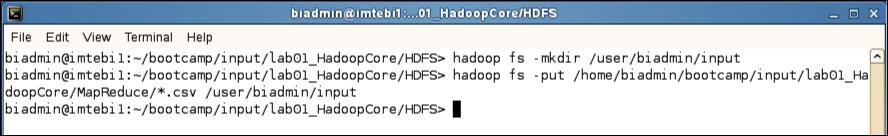 biadmin@imtebi1:...01_HadoopCore/HDFS
File Edit View Terminal Help
biadmin@imtebi1:~/bootcamp/input/lab01_HadoopCore/HDFS> hadoop fs -mkdir /user/biadmin/input
biadmin@imtebi1:~/bootcamp/input/lab01_HadoopCore/HDFS> hadoop fs -put /home/biadmin/bootcamp/input/lab01_Ha
doopCore/MapReduce/*.csv /user/biadmin/input
biadmin@imtebi1:~/bootcamp/input/lab01_HadoopCore/HDFS>